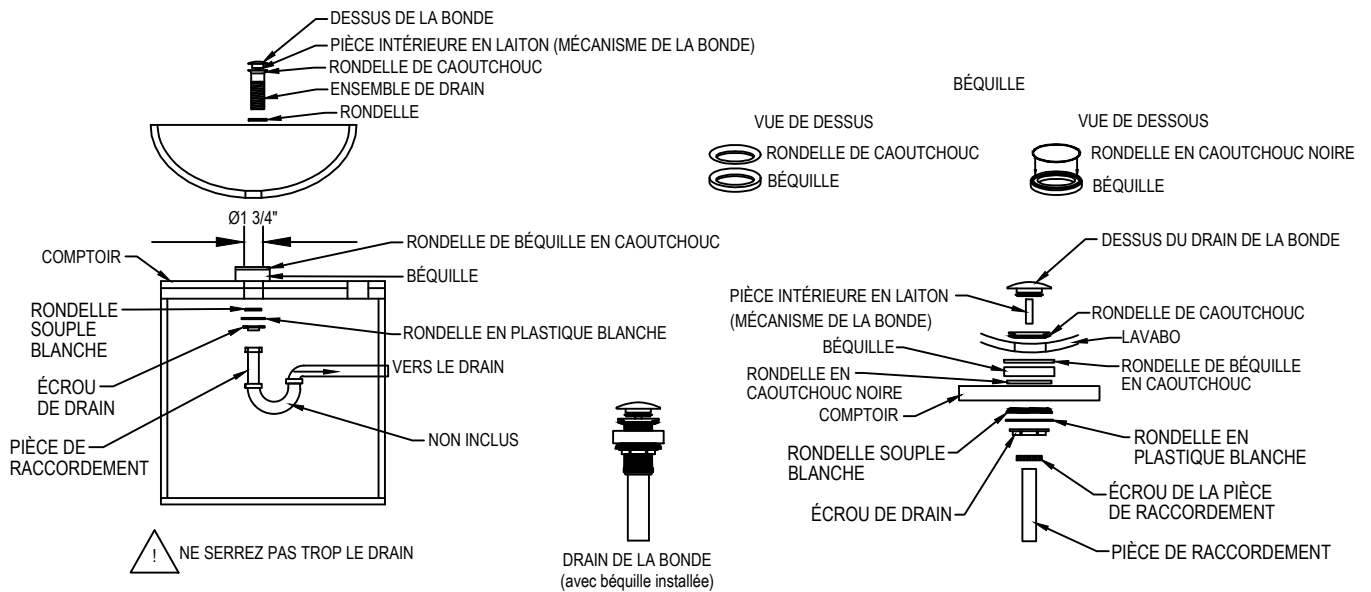 DESSUS DE LA BONDE
PIÈCE INTÉRIEURE EN LAITON (MÉCANISME DE LA BONDE)
RONDELLE DE CAOUTCHOUC
ENSEMBLE DE DRAIN
RONDELLE
Ø1 3/4"
RONDELLE DE BÉQUILLE EN CAOUTCHOUC
COMPTOIR
BÉQUILLE
RONDELLE
SOUPLE
BLANCHE
RONDELLE EN PLASTIQUE BLANCHE
VERS LE DRAIN
ÉCROU
DE DRAIN
PIÈCE DE
RACCORDEMENT
NON INCLUS
! NE SERREZ PAS TROP LE DRAIN
DRAIN DE LA BONDE
(avec béquille installée)
BÉQUILLE
VUE DE DESSUS
RONDELLE DE CAOUTCHOUC
BÉQUILLE
VUE DE DESSOUS
RONDELLE EN CAOUTCHOUC NOIRE
BÉQUILLE
DESSUS DU DRAIN DE LA BONDE
PIÈCE INTÉRIEURE EN LAITON
(MÉCANISME DE LA BONDE)
RONDELLE DE CAOUTCHOUC
LAVABO
BÉQUILLE
RONDELLE DE BÉQUILLE
EN CAOUTCHOUC
RONDELLE EN
CAOUTCHOUC NOIRE
COMPTOIR
RONDELLE SOUPLE
BLANCHE
RONDELLE EN
PLASTIQUE BLANCHE
ÉCROU DE DRAIN
ÉCROU DE LA PIÈCE
DE RACCORDEMENT
PIÈCE DE RACCORDEMENT